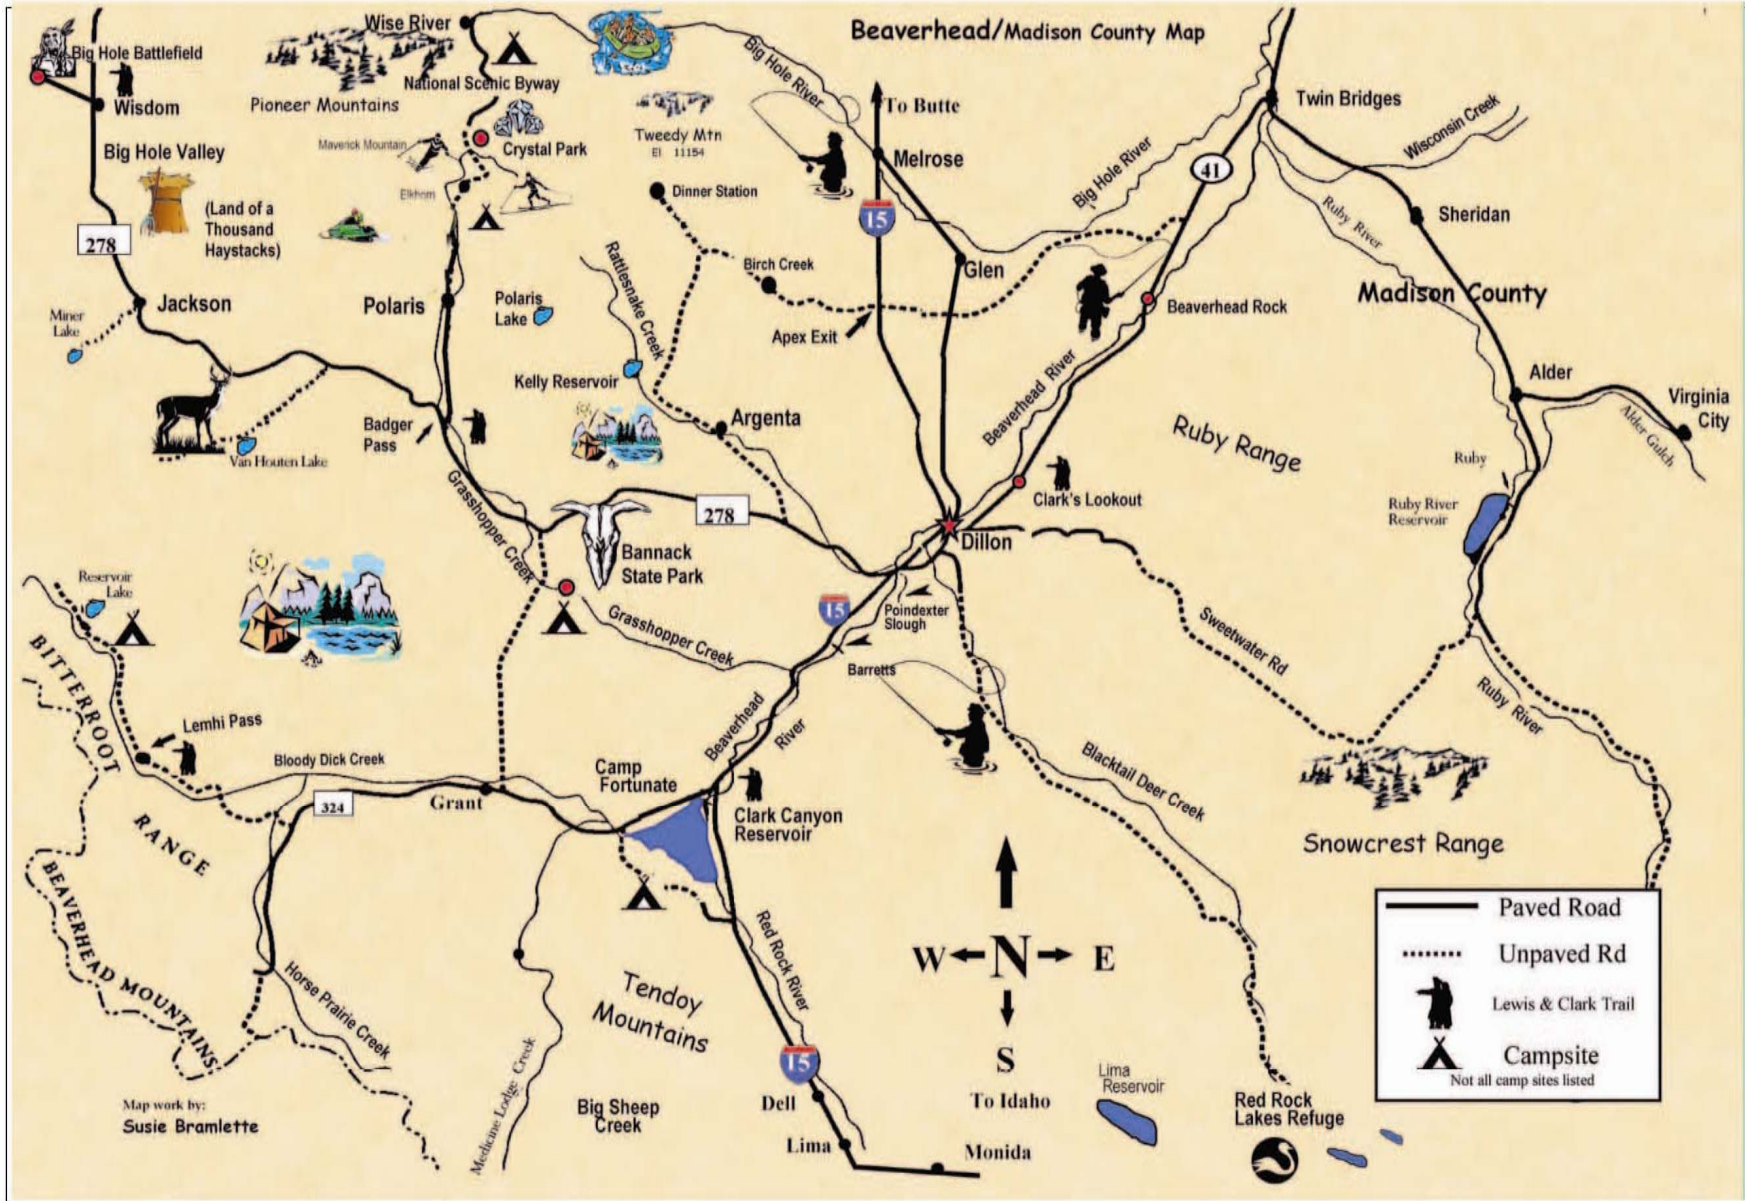 Beaverhead/Madison County Map
Wise River
Big Hole Battlefield
Wisdom
Pioneer Mountains
National Scenic Byway
Big Hole River
To Butte
Twin Bridges
Wisconsin Creek
Tweedy Mtn
El 11154
Maverick Mountain
Crystal Park
Melrose
Big Hole Valley
(Land of a
Thousand
Haystacks)
Elkhorn
Dinner Station
Big Hole River
41
15
278
Ruby River
Sheridan
Rattlesnake Creek
Birch Creek
Glen
Jackson
Polaris
Polaris
Lake
Miner
Lake
Apex Exit
Beaverhead Rock
Madison County
Kelly Reservoir
Beaverhead River
Alder
Virginia
City
Alder Gulch
Badger
Pass
Argenta
Van Houten Lake
Ruby Range
Ruby
Ruby River
Reservoir
Grasshopper Creek
278
Clark's Lookout
Dillon
Bannack
State Park
Reservoir
Lake
15
Poindexter
Slough
Grasshopper Creek
Barretts
Sweetwater Rd
BITTERROOT
RANGE
Lemhi Pass
Beaverhead
River
Ruby River
Bloody Dick Creek
Camp
Fortunate
Blacktail Deer Creek
324
Grant
Clark Canyon
Reservoir
Snowcrest Range
BEAVERHEAD MOUNTAINS
Horse Prairie Creek
Red Rock River
Tendoy
Mountains
W N E
S
To Idaho
Paved Road
Unpaved Rd
Lewis & Clark Trail
Campsite
Not all camp sites listed
15
Medicine Lodge Creek
Big Sheep
Creek
Dell
Lima
Monida
Lima
Reservoir
Red Rock
Lakes Refuge
Map work by:
Susie Bramlette